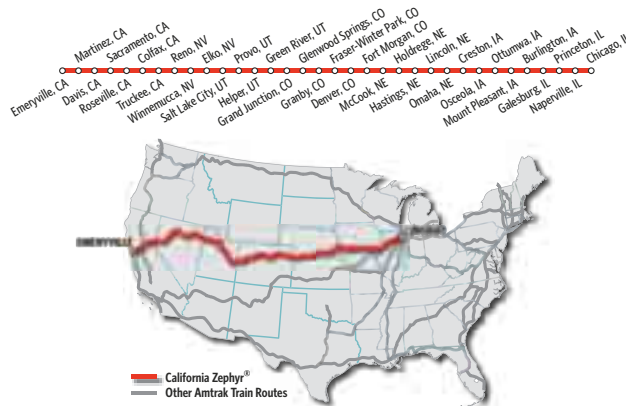 Martinez, CA
Sacramento, CA
Colfax, CA
Reno, NV
Elko, NV
Provo, UT
Green River, UT
Glenwood Springs, CO
Fraser-Winter Park, CO
Fort Morgan, CO
Holdrege, NE
Lincoln, NE
Creston, IA
Ottumwa, IA
Burlington, IA
Princeton, IL
Chicago, IL
Emeryville, CA
Davis, CA
Roseville, CA
Truckee, CA
Winnemucca, NV
Salt Lake City, UT
Helper, UT
Grand Junction, CO
Granby, CO
Denver, CO
McCook, NE
Hastings, NE
Omaha, NE
Osceola, IA
Mount Pleasant, IA
Galesburg, IL
Naperville, IL
EMERYVILLE
California Zephyr®
Other Amtrak Train Routes